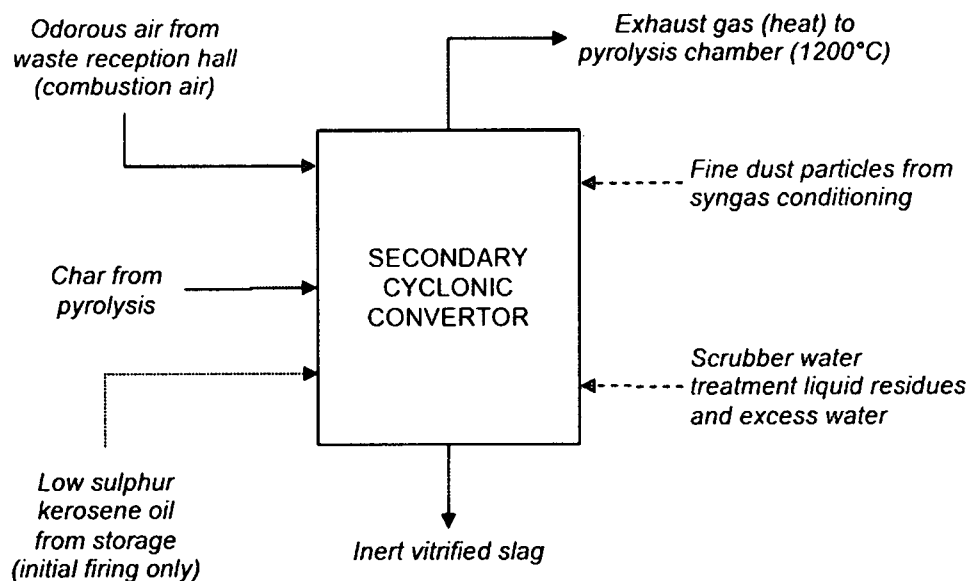 Odorous air from
waste reception hall
(combustion air)
Exhaust gas (heat) to
pyrolysis chamber (1200°C)
Fine dust particles from
syngas conditioning
SECONDARY
CYCLONIC
CONVERTOR
Char from
pyrolysis
Scrubber water
treatment liquid residues
and excess water
Low sulphur
kerosene oil
from storage
(initial firing only)
Inert vitrified slag